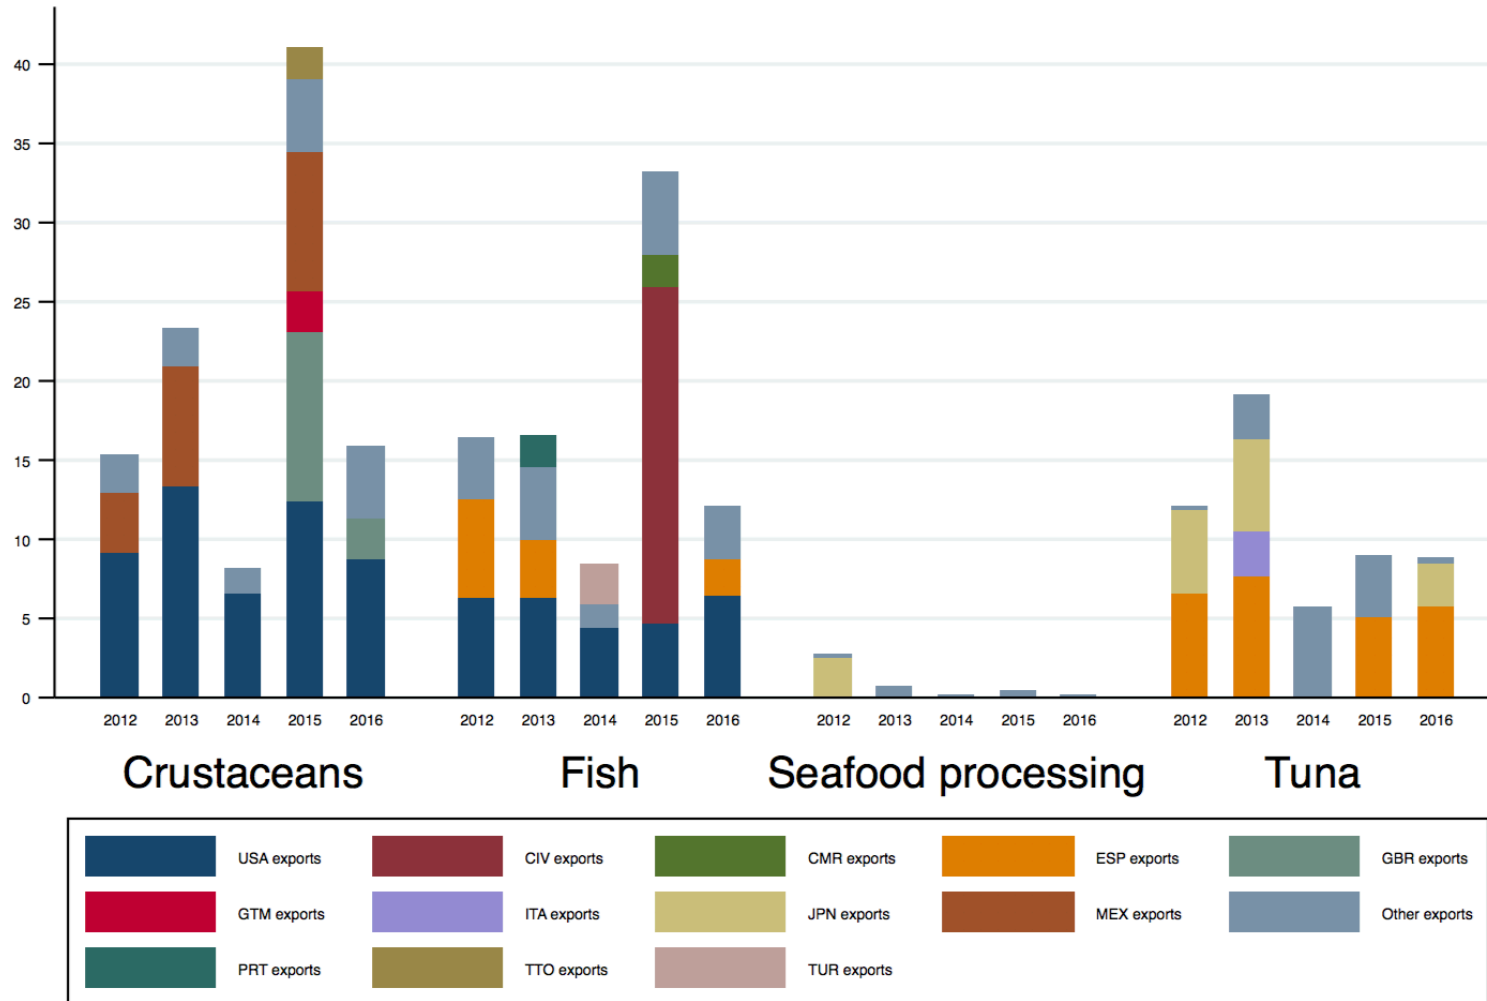 40
35
30
25
20
15
10
5
0
2012 2013 2014 2015 2016 2012 2013 2014 2015 2016 2012 2013 2014 2015 2016 2012 2013 2014 2015 2016
Crustaceans Fish Seafood processing Tuna
USA exports CIV exports CMR exports ESP exports GBR exports
GTM exports ITA exports JPN exports MEX exports Other exports
PRT exports TTO exports TUR exports